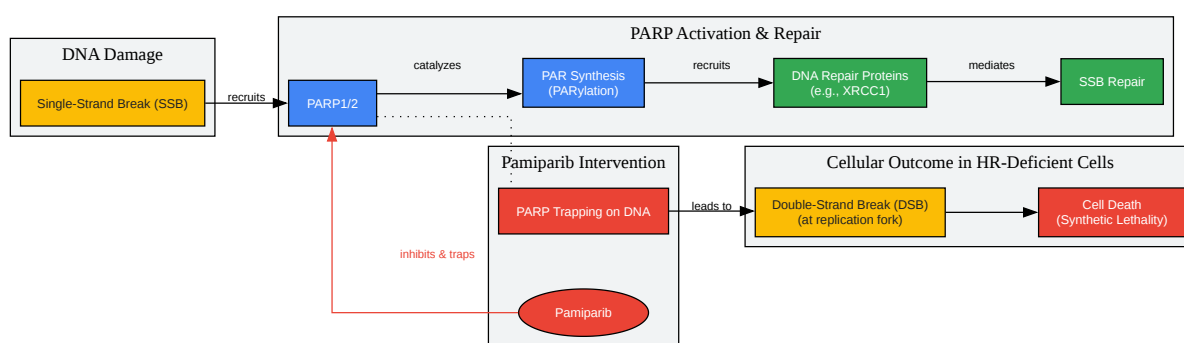 PARP Activation & Repair
DNA Damage
Single-Strand Break (SSB)
recruits
PARP1/2
catalyzes
PAR Synthesis
(PARylation)
recruits
DNA Repair Proteins
(e.g., XRCC1)
mediates
SSB Repair
Pamiparib Intervention
PARP Trapping on DNA
leads to
Cellular Outcome in HR-Deficient Cells
Double-Strand Break (DSB)
(at replication fork)
Cell Death
(Synthetic Lethality)
inhibits & traps
Pamiparib